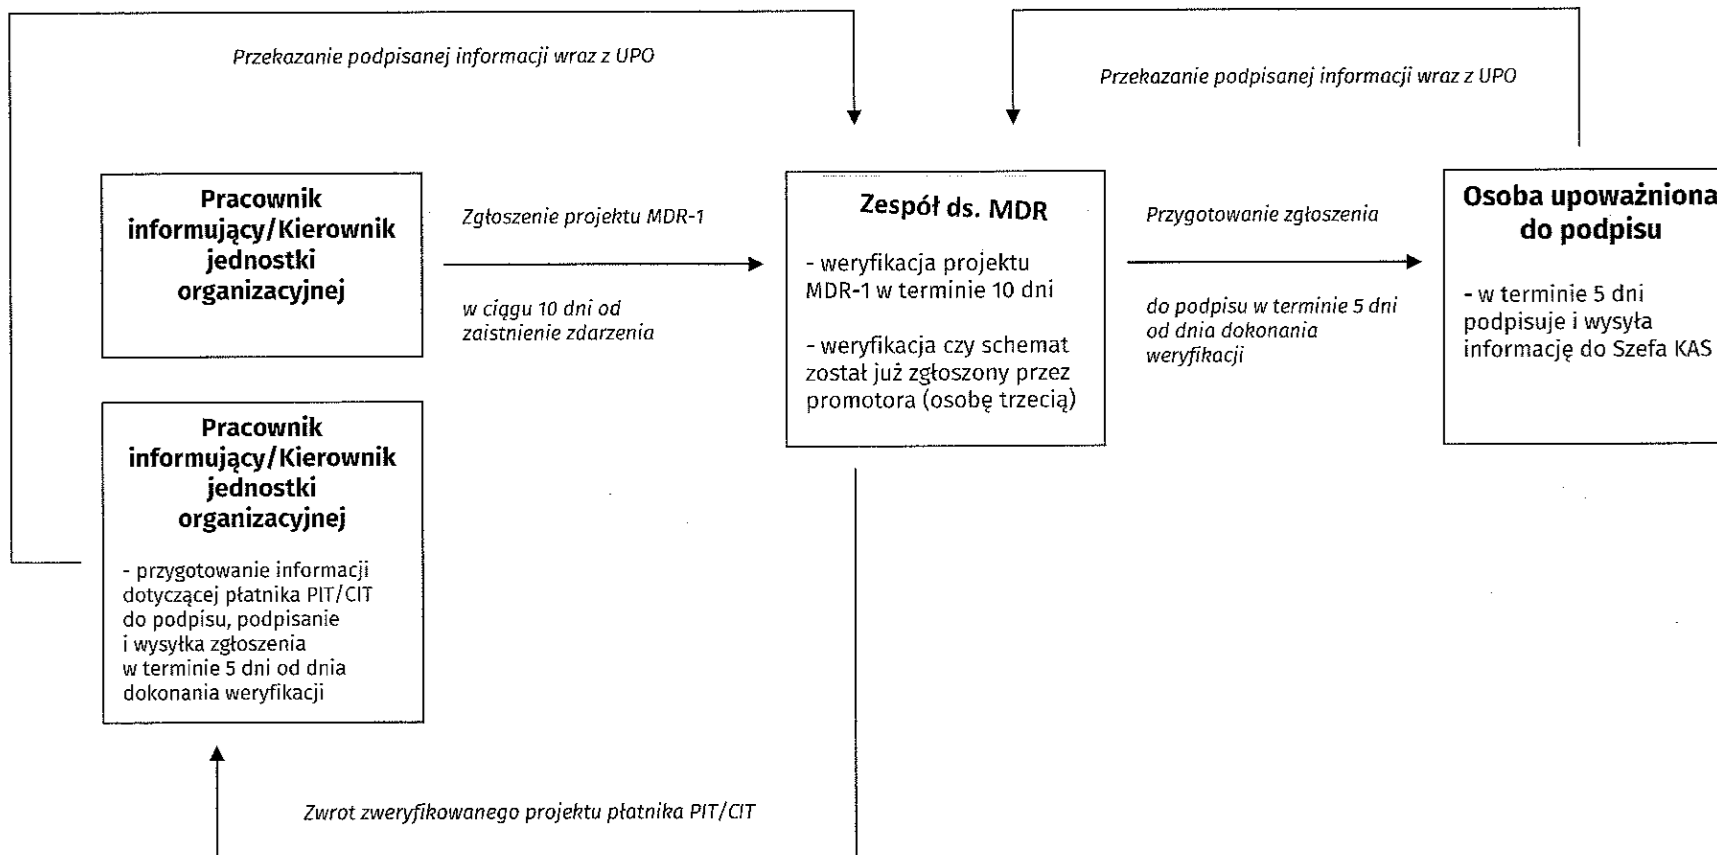 Przekazanie podpisanej informacji wraz z UPO
Przekazanie podpisanej informacji wraz z UPO
Pracownik
informujący/Kierownik
jednostki
organizacyjnej
Zgłoszenie projektu MDR-1
w ciągu 10 dni od
zaistnienie zdarzenia
Zespół ds. MDR
- weryfikacja projektu
MDR-1 w terminie 10 dni
- weryfikacja czy schemat
został już zgłoszony przez
promotora (osobę trzecią)
Przygotowanie zgłoszenia
do podpisu w terminie 5 dni
od dnia dokonania
weryfikacji
Osoba upoważniona
do podpisu
- w terminie 5 dni
podpisuje i wysyła
informację do Szefa KAS
Pracownik
informujący/Kierownik
jednostki
organizacyjnej
- przygotowanie informacji
dotyczącej płatnika PIT/CIT
do podpisu, podpisanie
i wysyłka zgłoszenia
w terminie 5 dni od dnia
dokonania weryfikacji
Zwrot zweryfikowanego projektu płatnika PIT/CIT